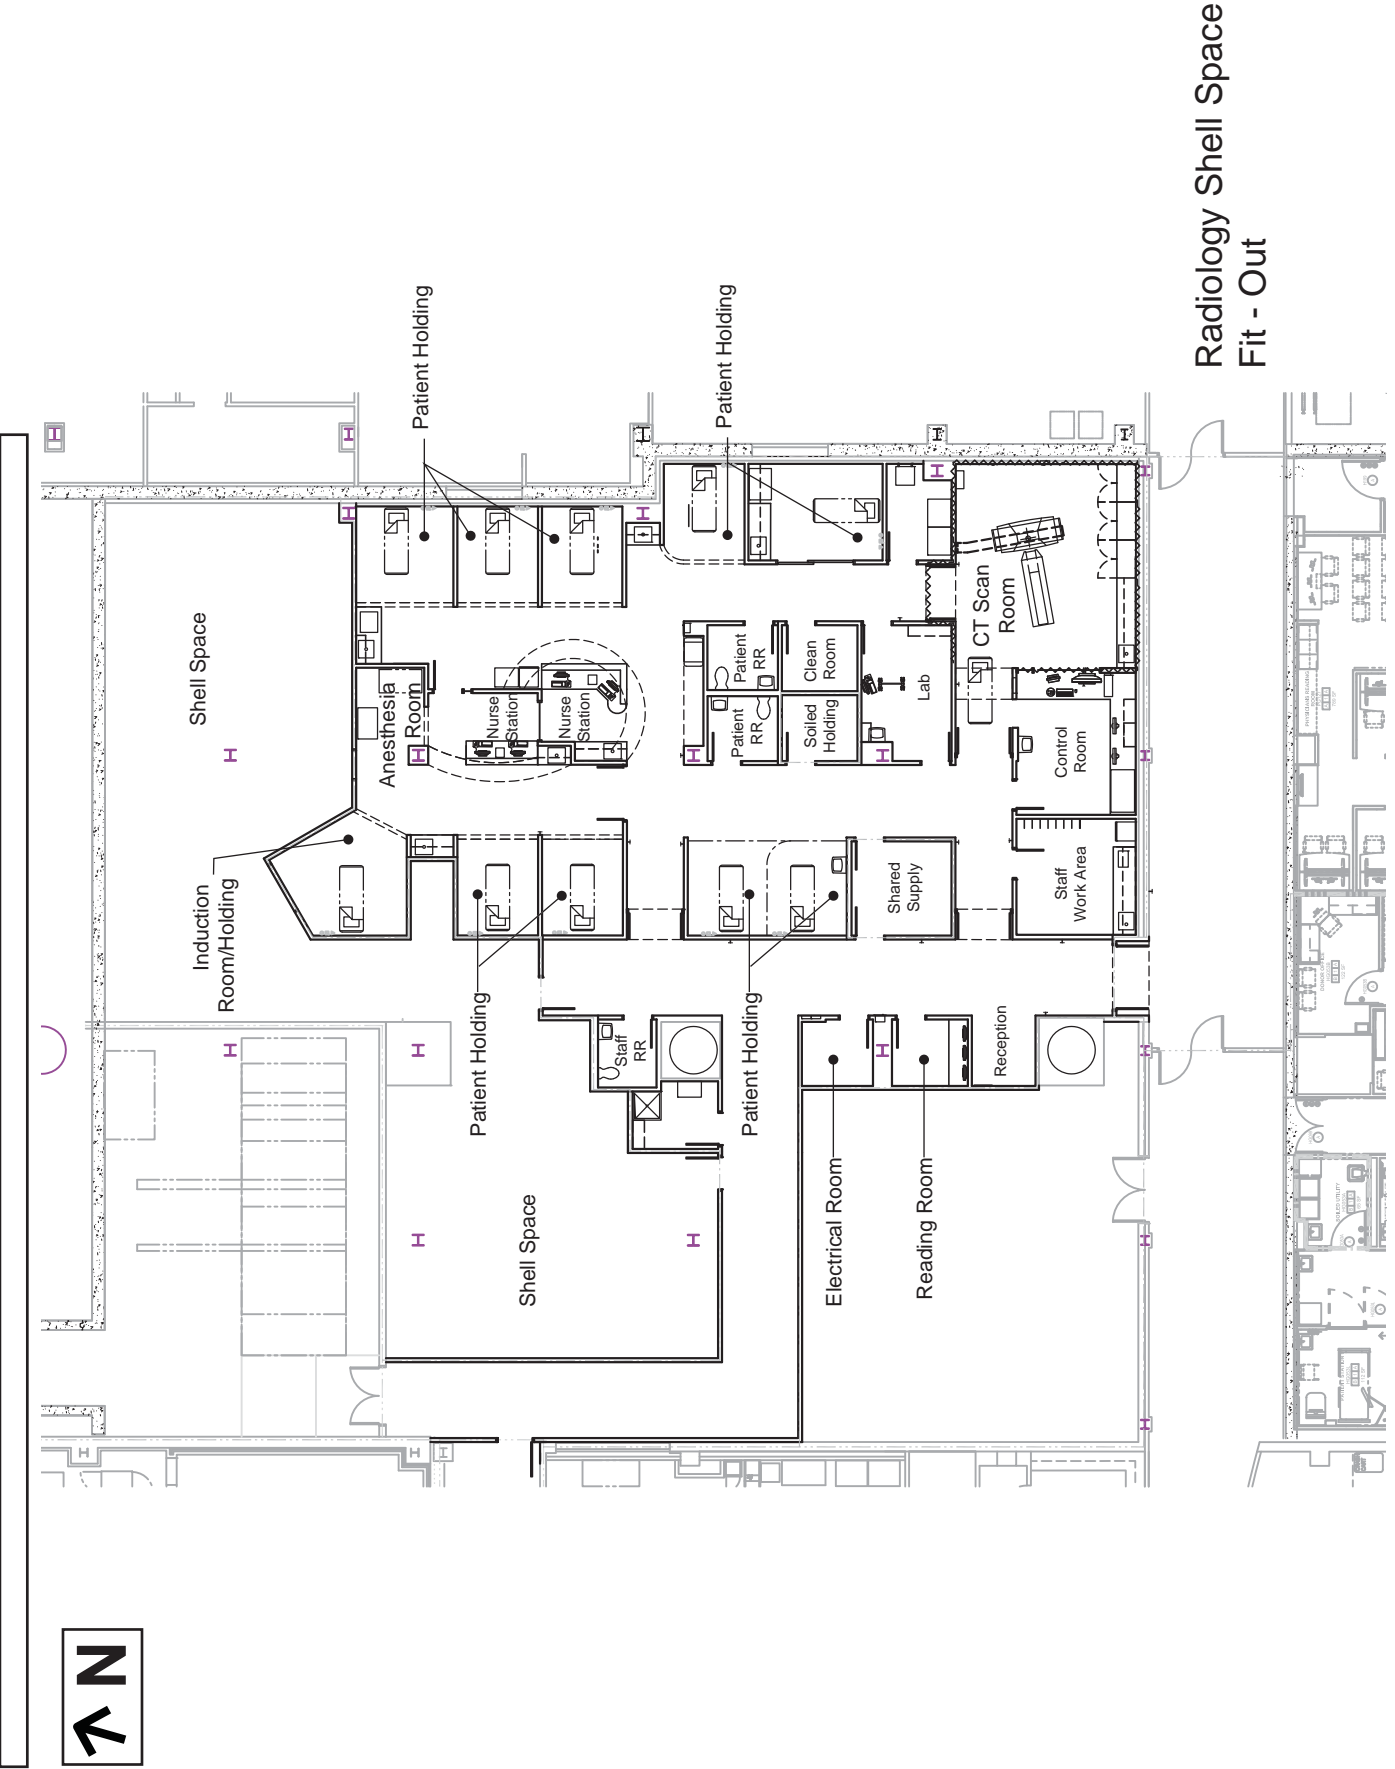 Radiology Shell Space
Fit - Out
N
Patient Holding
Patient Holding
Shell Space
Anesthesia
Room
Nurse
Station
Nurse
Station
Patient
RR
Patient
RR
Clean
Room
Soiled
Holding
Lab
CT Scan
Room
Control
Room
Induction
Room/Holding
Shared
Supply
Staff
Work Area
Patient Holding
Patient Holding
Staff
RR
Reception
Shell Space
Electrical Room
Reading Room
SOILED UTILITY